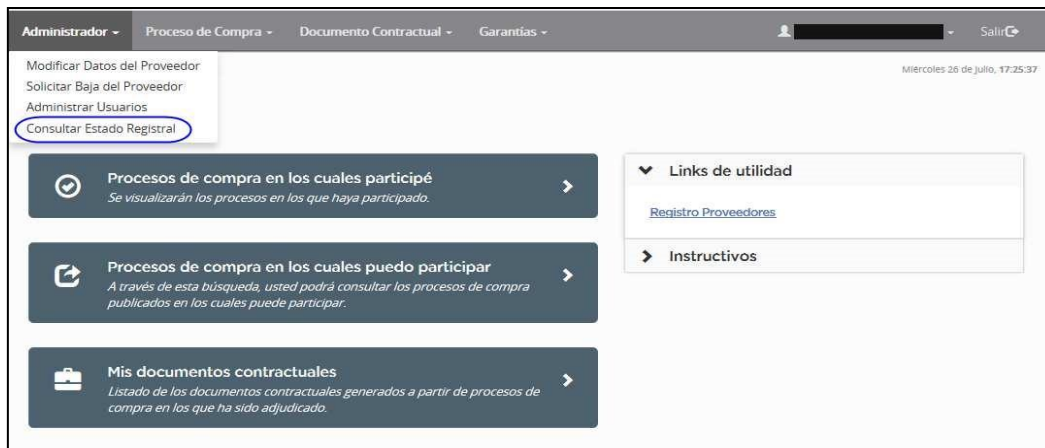 Administrador Proceso de Compra Documento Contractual Garantías Salir
Modificar Datos del Proveedor
Miércoles 26 de julio, 17:25:37
Solicitar Baja del Proveedor
Administrar Usuarios
Consultar Estado Registral
Procesos de compra en los cuales participé
Se visualizarán los procesos en los que haya participado.
Procesos de compra en los cuales puedo participar
A través de esta búsqueda, usted podrá consultar los procesos de compra
publicados en los cuales puede participar.
Mis documentos contractuales
Listado de los documentos contractuales generados a partir de procesos de
compra en los que ha sido adjudicado.
Links de utilidad
Registro Proveedores
Instructivos